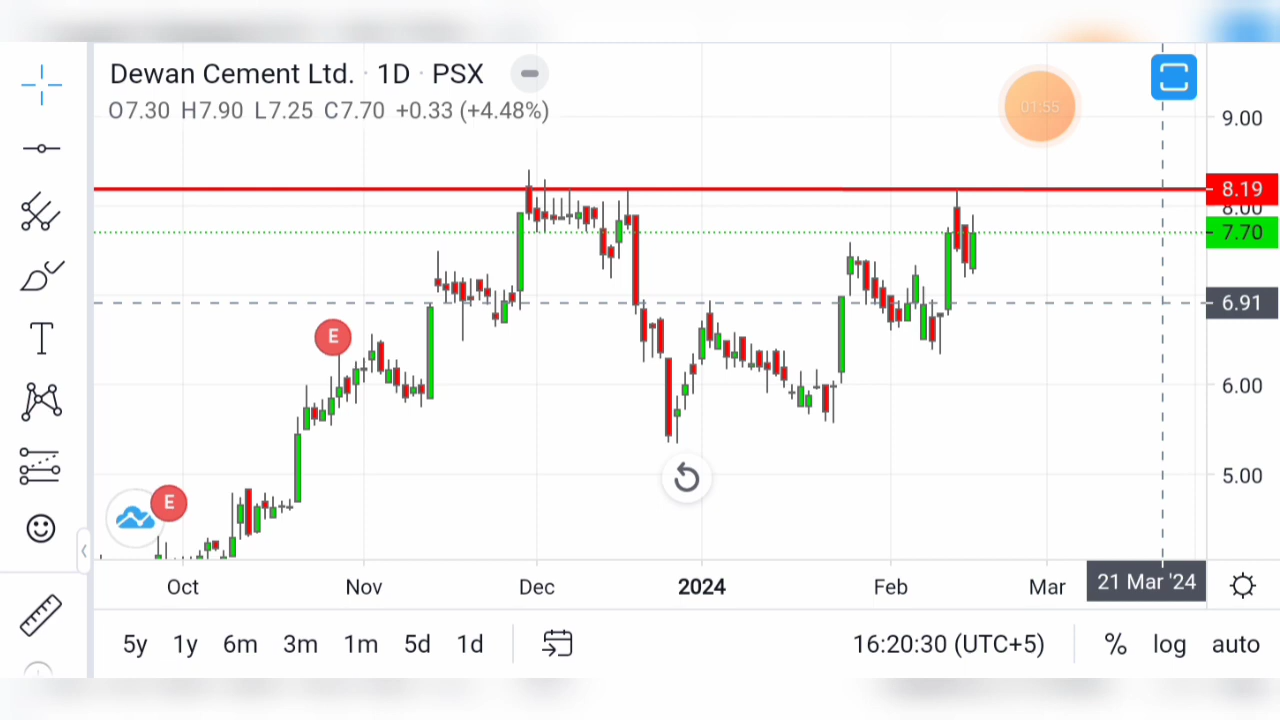 Dewan Cement Ltd. · 1D · PSX
O7.30 H7.90 L7.25 C7.70 +0.33 (+4.48%)
01:55
9.00
8.19
8.00
7.70
6.91
6.00
5.00
E
E
T
Oct Nov Dec 2024 Feb Mar 21 Mar '24
5y 1y 6m 3m 1m 5d 1d 16:20:30 (UTC+5) % log auto